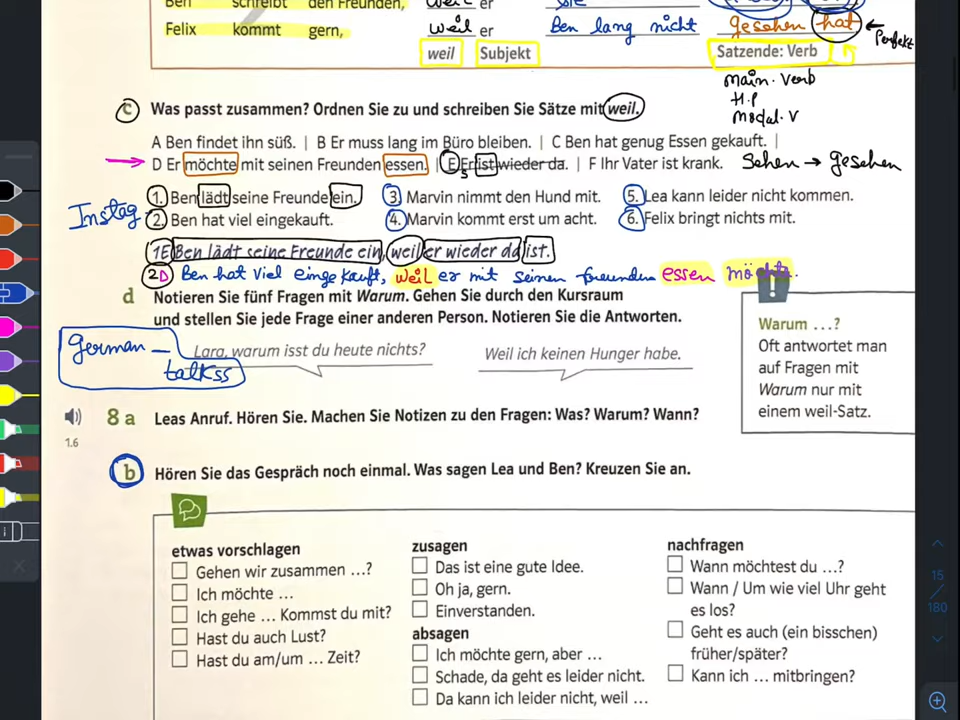 Ben schreibt den Freunden, weil er
Felix kommt gern, weil er Ben lang nicht gesehen hat ← Perfekt
weil Subjekt Satzende: Verb
Main Verb
H.V
Modal. V
c Was passt zusammen? Ordnen Sie zu und schreiben Sie Sätze mit weil.
A Ben findet ihn süß. | B Er muss lang im Büro bleiben. | C Ben hat genug Essen gekauft. |
D Er möchte mit seinen Freunden essen. | E Er ist wieder da. | F Ihr Vater ist krank. Sehen → gesehen
1. Ben lädt seine Freunde ein. 3. Marvin nimmt den Hund mit. 5. Lea kann leider nicht kommen.
Instag 2. Ben hat viel eingekauft. 4. Marvin kommt erst um acht. 6. Felix bringt nichts mit.
1E Ben lädt seine Freunde ein, weil er wieder da ist.
2D Ben hat viel eingekauft, weil er mit seinen freunden essen möchte.
d Notieren Sie fünf Fragen mit Warum. Gehen Sie durch den Kursraum
und stellen Sie jede Frage einer anderen Person. Notieren Sie die Antworten.
German – talkss
Lara, warum isst du heute nichts? Weil ich keinen Hunger habe.
!
Warum …?
Oft antwortet man
auf Fragen mit
Warum nur mit
einem weil-Satz.
1.6
8 a Leas Anruf. Hören Sie. Machen Sie Notizen zu den Fragen: Was? Warum? Wann?
b Hören Sie das Gespräch noch einmal. Was sagen Lea und Ben? Kreuzen Sie an.
etwas vorschlagen
Gehen wir zusammen …?
Ich möchte …
Ich gehe … Kommst du mit?
Hast du auch Lust?
Hast du am/um … Zeit?
zusagen
Das ist eine gute Idee.
Oh ja, gern.
Einverstanden.
absagen
Ich möchte gern, aber …
Schade, da geht es leider nicht.
Da kann ich leider nicht, weil …
nachfragen
Wann möchtest du …?
Wann / Um wie viel Uhr geht
es los?
Geht es auch (ein bisschen)
früher/später?
Kann ich … mitbringen?
15
/
180